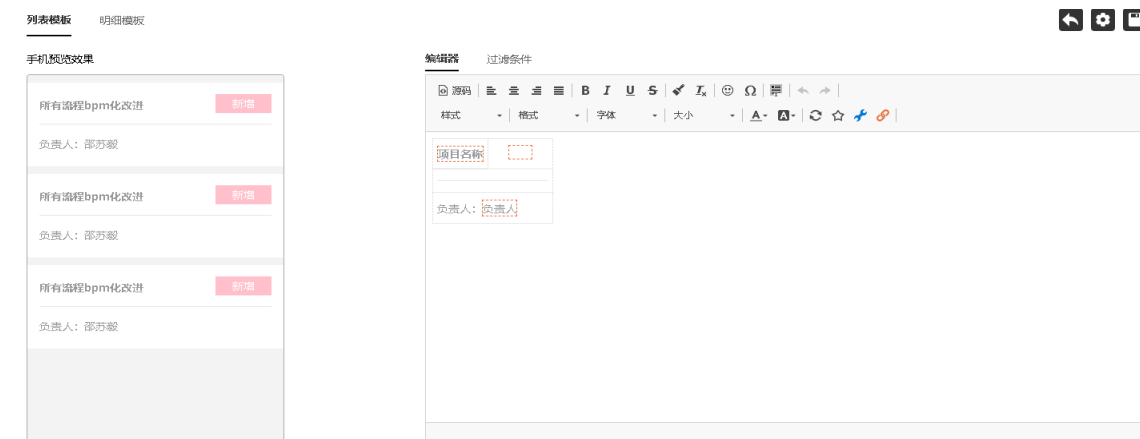 列表模板 明细模板
手机预览效果
所有流程bpm化改进 新增
负责人：邵苏毅
所有流程bpm化改进 新增
负责人：邵苏毅
所有流程bpm化改进 新增
负责人：邵苏毅
编辑器 过滤条件
源码 B I U S Ω
样式 格式 字体 大小 A A
项目名称
负责人：负责人